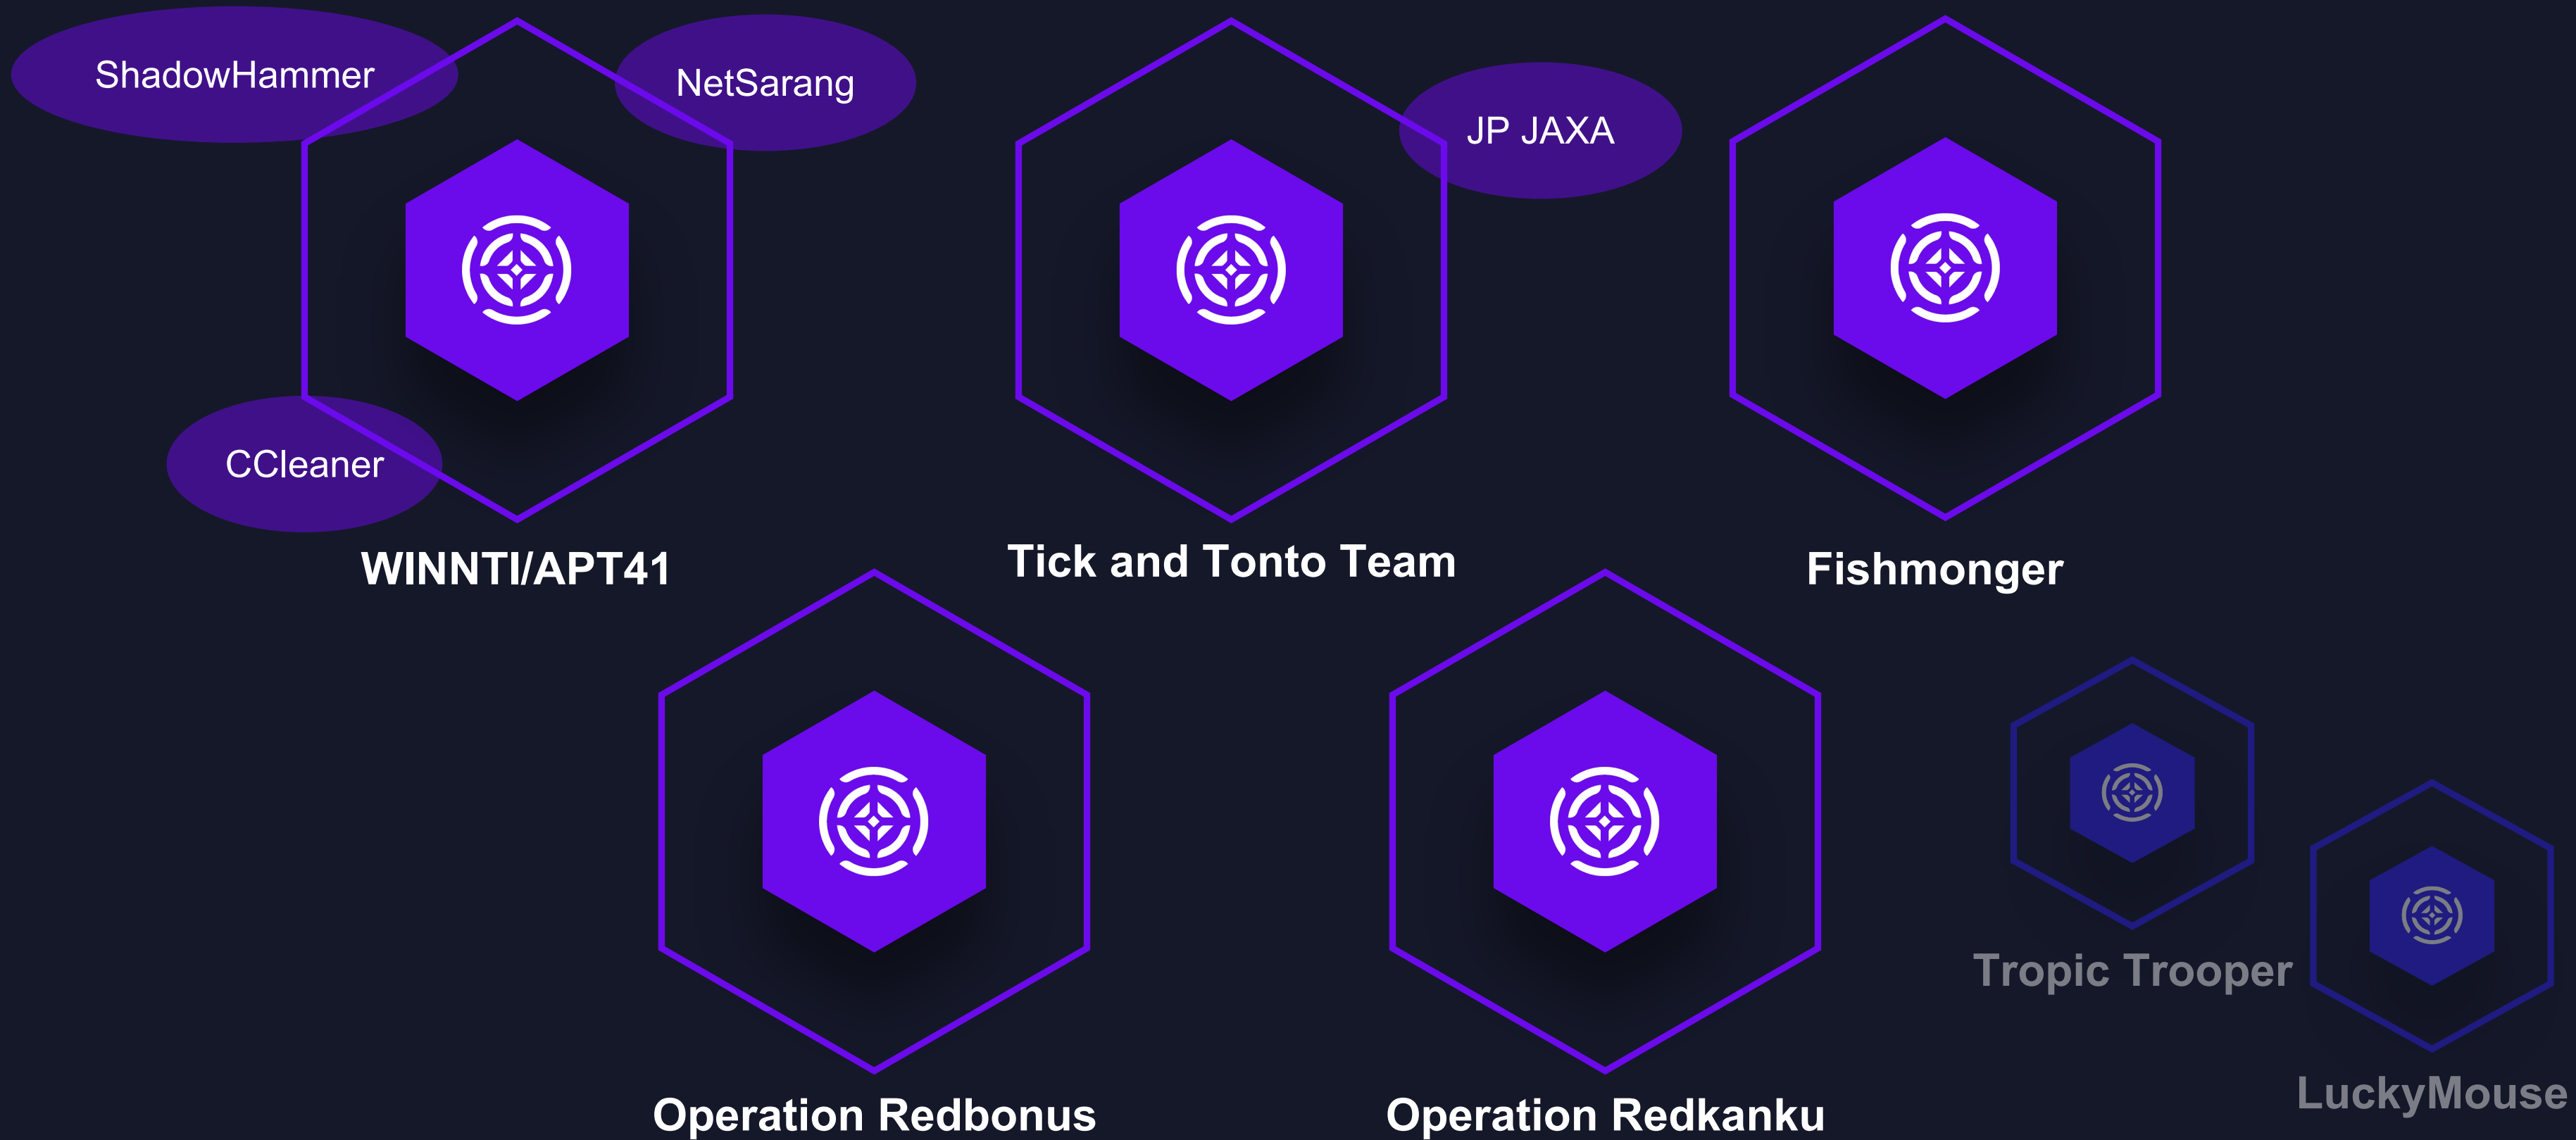 ShadowHammer
NetSarang
JP JAXA
CCleaner
WINNTI/APT41
Tick and Tonto Team
Fishmonger
Tropic Trooper
LuckyMouse
Operation Redbonus
Operation Redkanku